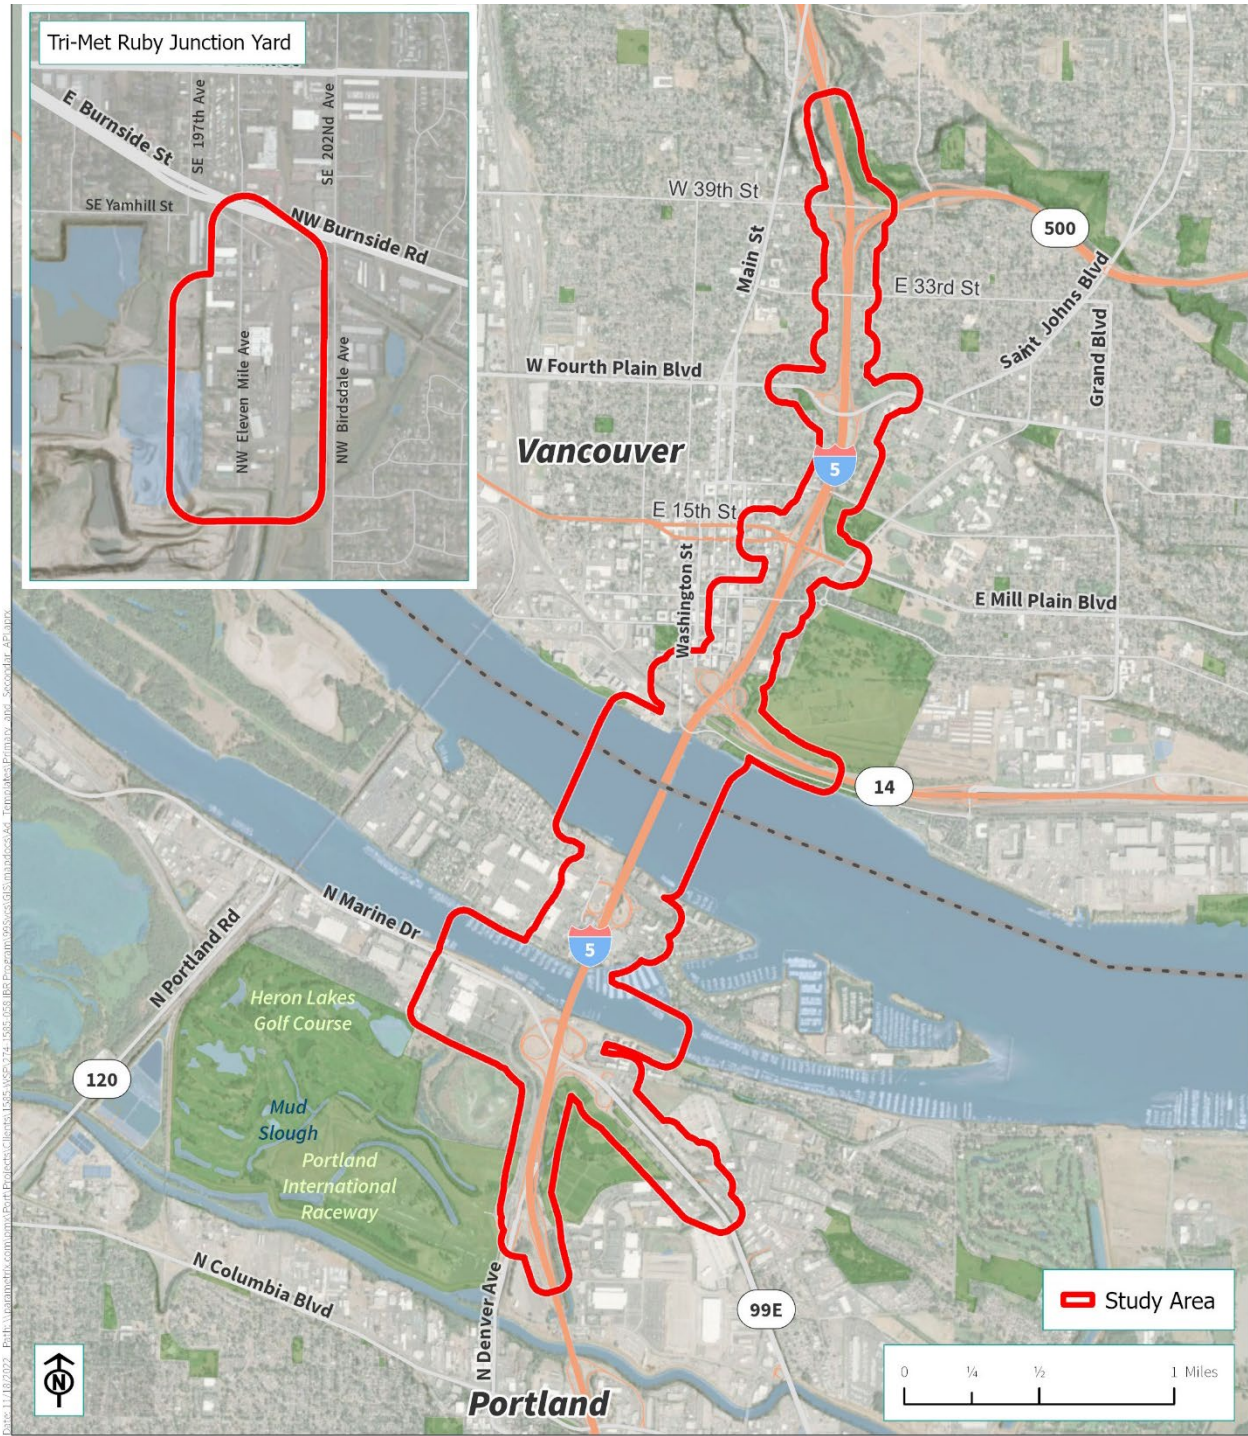 Tri-Met Ruby Junction Yard
E Burnside St
SE 197th Ave
SE 202Nd Ave
SE Yamhill St
NW Burnside Rd
NW Eleven Mile Ave
NW Birdsdale Ave
W 39th St
500
Main St
E 33rd St
Saint Johns Blvd
Grand Blvd
W Fourth Plain Blvd
Vancouver
5
E 15th St
Washington St
E Mill Plain Blvd
14
N Marine Dr
5
N Portland Rd
Heron Lakes
Golf Course
120
Mud
Slough
Portland
International
Raceway
N Columbia Blvd
N Denver Ave
99E
Portland
Study Area
0 ¼ ½ 1 Miles
N
Date: 11/18/2022